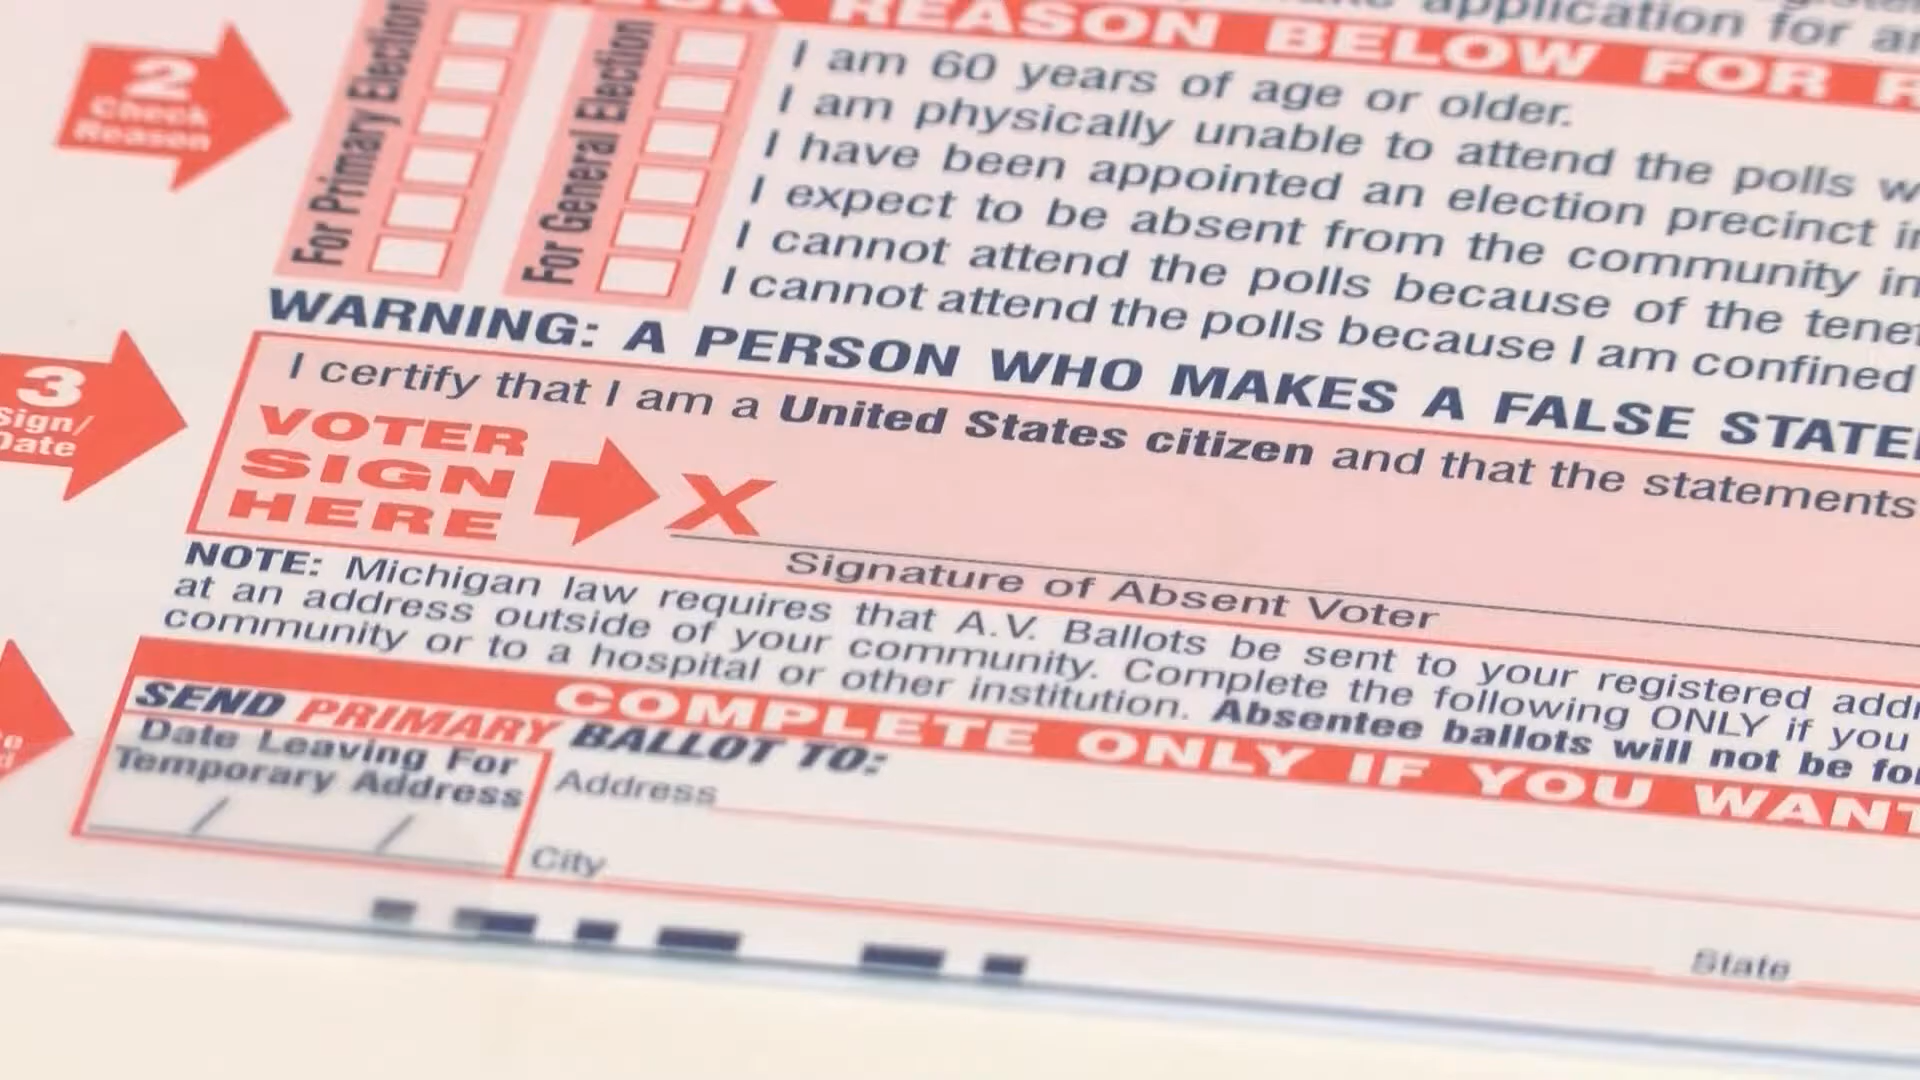 application for
REASON BELOW FOR
2
Check
Reason
For Primary Election
For General Election
I am 60 years of age or older.
I am physically unable to attend the polls
I have been appointed an election precinct
I expect to be absent from the community in
I cannot attend the polls because of the
I cannot attend the polls because I am confined
WARNING: A PERSON WHO MAKES A FALSE
3
Sign/
Date
I certify that I am a United States citizen and that the statements
VOTER
SIGN
HERE
X
Signature of Absent Voter
NOTE: Michigan law requires that A.V. Ballots be sent to your registered
at an address outside of your community. Complete the following ONLY if you
community or to a hospital or other institution. Absentee ballots will not be
COMPLETE ONLY IF YOU WANT
SEND PRIMARY BALLOT TO:
Date Leaving For
Temporary Address
/ /
Address
City
State